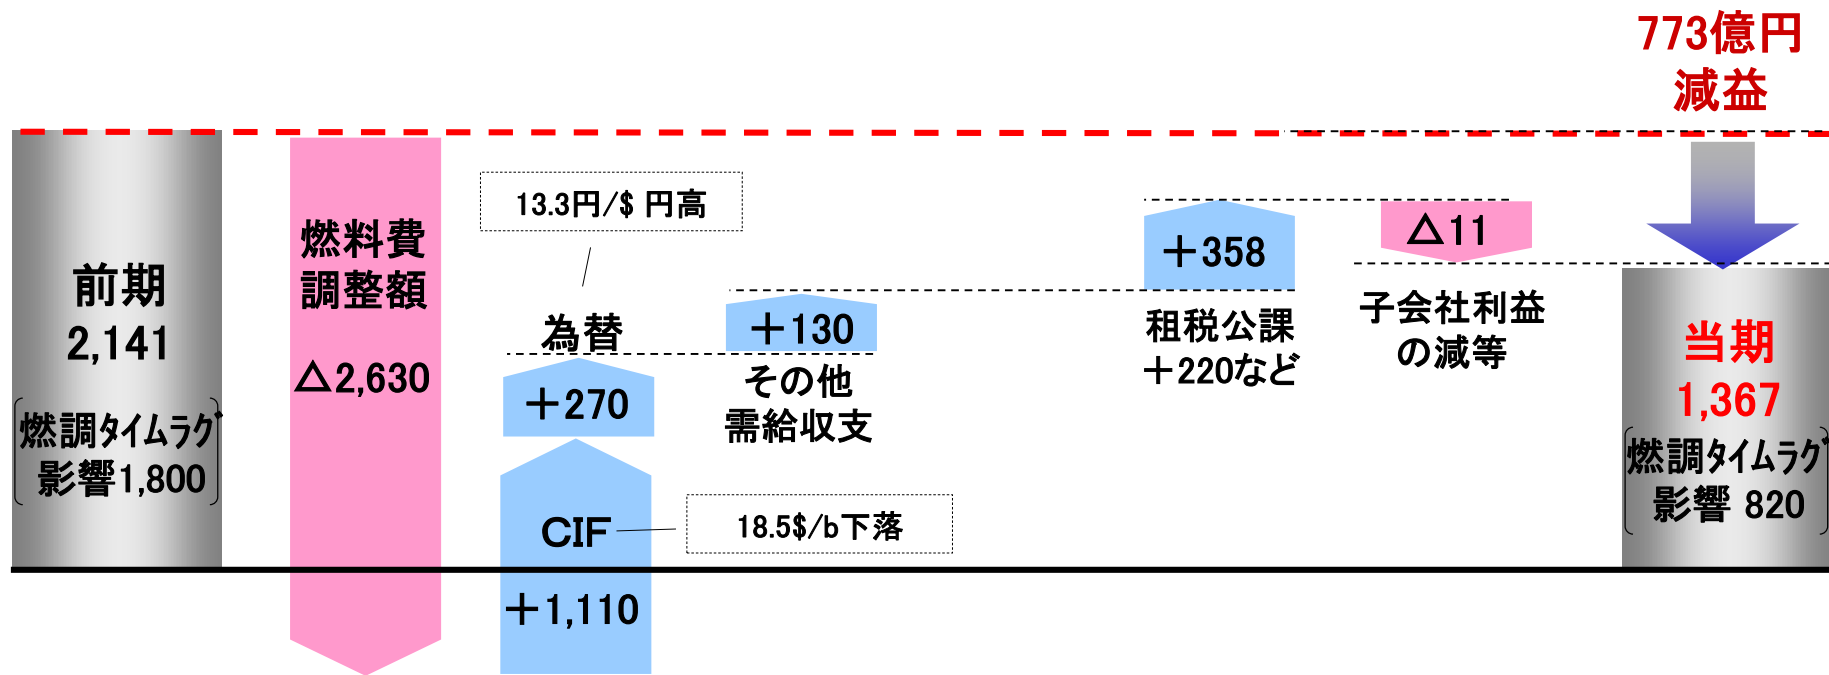 773億円
減益
前期
2,141
燃調タイムラグ
影響1,800
燃料費
調整額
△2,630
13.3円/$ 円高
為替
＋270
CIF
＋1,110
18.5$/b下落
＋130
その他
需給収支
＋358
租税公課
＋220など
△11
子会社利益
の減等
当期
1,367
燃調タイムラグ
影響 820